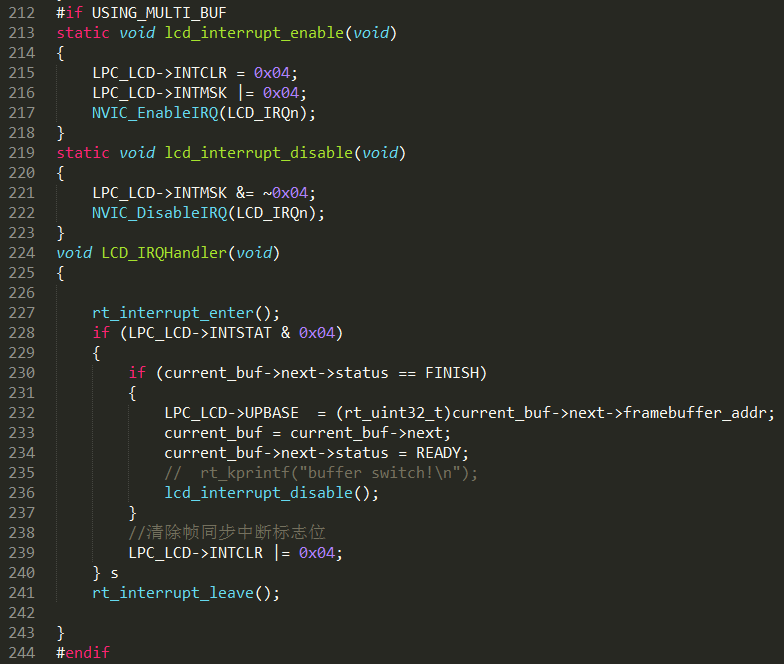 212 #if USING_MULTI_BUF
213 static void lcd_interrupt_enable(void)
214 {
215     LPC_LCD->INTCLR = 0x04;
216     LPC_LCD->INTMSK |= 0x04;
217     NVIC_EnableIRQ(LCD_IRQn);
218 }
219 static void lcd_interrupt_disable(void)
220 {
221     LPC_LCD->INTMSK &= ~0x04;
222     NVIC_DisableIRQ(LCD_IRQn);
223 }
224 void LCD_IRQHandler(void)
225 {
226
227     rt_interrupt_enter();
228     if (LPC_LCD->INTSTAT & 0x04)
229     {
230         if (current_buf->next->status == FINISH)
231         {
232             LPC_LCD->UPBASE  = (rt_uint32_t)current_buf->next->framebuffer_addr;
233             current_buf = current_buf->next;
234             current_buf->next->status = READY;
235             //  rt_kprintf("buffer switch!\n");
236             lcd_interrupt_disable();
237         }
238         //清除帧同步中断标志位
239         LPC_LCD->INTCLR |= 0x04;
240     } s
241     rt_interrupt_leave();
242
243 }
244 #endif